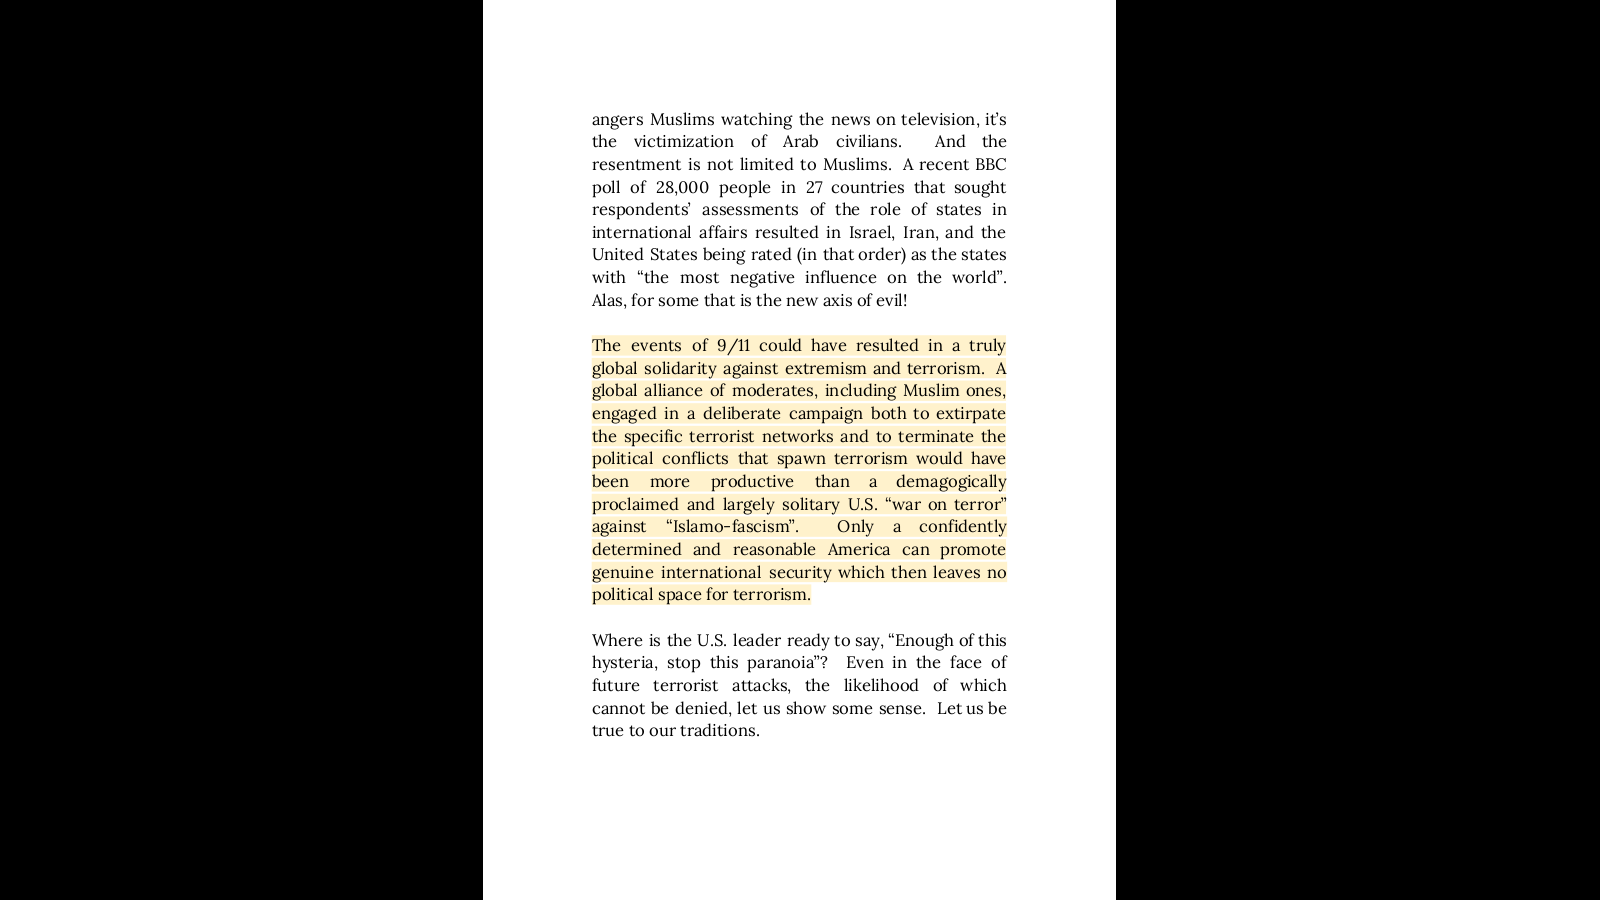 angers Muslims watching the news on television, it’s
the victimization of Arab civilians.  And the
resentment is not limited to Muslims.  A recent BBC
poll of 28,000 people in 27 countries that sought
respondents’ assessments of the role of states in
international affairs resulted in Israel, Iran, and the
United States being rated (in that order) as the states
with “the most negative influence on the world”.
Alas, for some that is the new axis of evil!
The events of 9/11 could have resulted in a truly
global solidarity against extremism and terrorism.  A
global alliance of moderates, including Muslim ones,
engaged in a deliberate campaign both to extirpate
the specific terrorist networks and to terminate the
political conflicts that spawn terrorism would have
been more productive than a demagogically
proclaimed and largely solitary U.S. “war on terror”
against “Islamo-fascism”.  Only a confidently
determined and reasonable America can promote
genuine international security which then leaves no
political space for terrorism.
Where is the U.S. leader ready to say, “Enough of this
hysteria, stop this paranoia”?  Even in the face of
future terrorist attacks, the likelihood of which
cannot be denied, let us show some sense.  Let us be
true to our traditions.